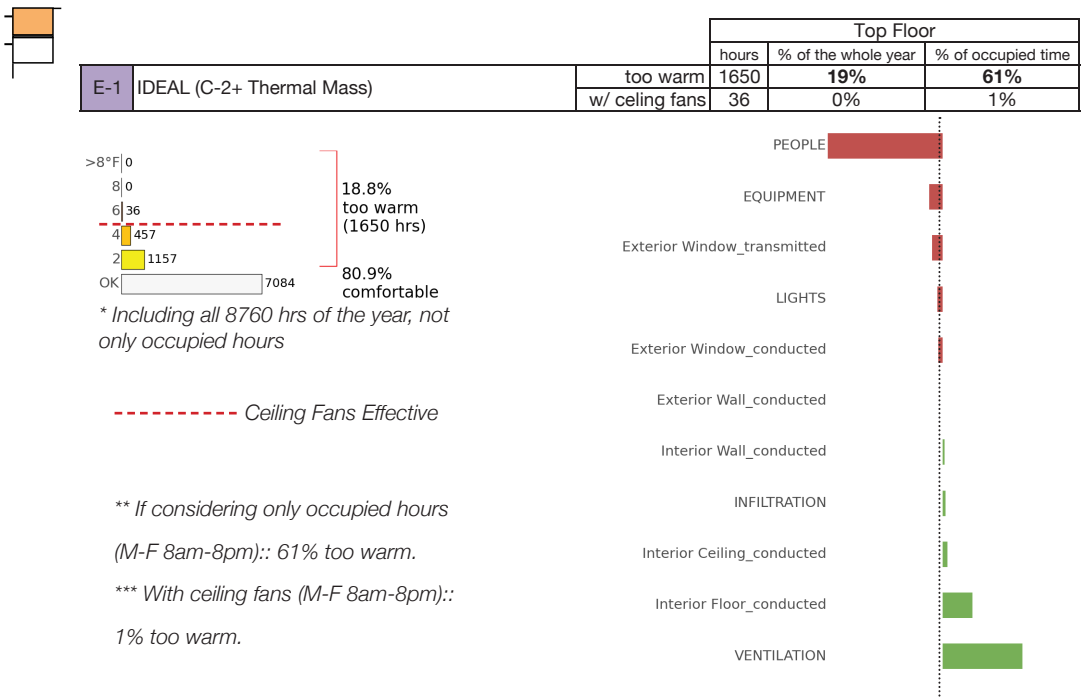 Top Floor
hours % of the whole year % of occupied time
E-1 IDEAL (C-2+ Thermal Mass) too warm 1650 19% 61%
w/ celing fans 36 0% 1%
>8°F 0
8 0
6 36
4 457
2 1157
OK 7084
18.8%
too warm
(1650 hrs)
80.9%
comfortable
* Including all 8760 hrs of the year, not
only occupied hours
Ceiling Fans Effective
** If considering only occupied hours
(M-F 8am-8pm):: 61% too warm.
*** With ceiling fans (M-F 8am-8pm)::
1% too warm.
PEOPLE
EQUIPMENT
Exterior Window_transmitted
LIGHTS
Exterior Window_conducted
Exterior Wall_conducted
Interior Wall_conducted
INFILTRATION
Interior Ceiling_conducted
Interior Floor_conducted
VENTILATION